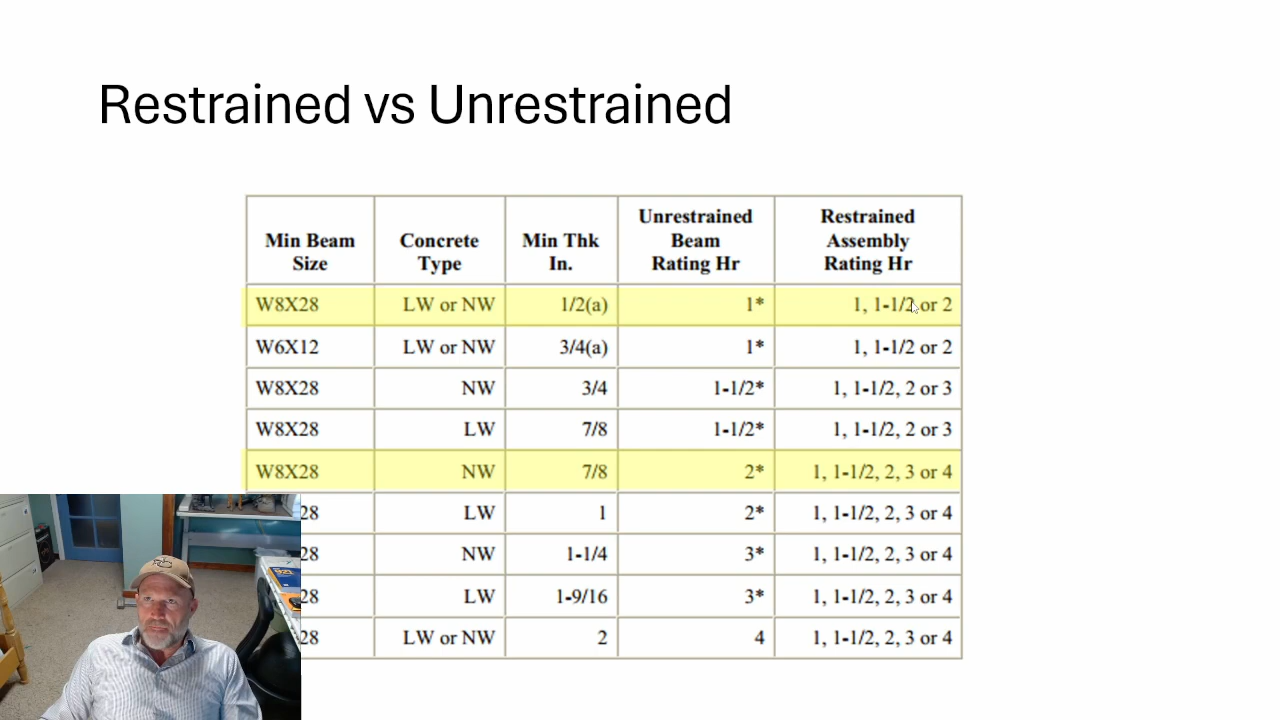 Restrained vs Unrestrained
Min Beam Size | Concrete Type | Min Thk In. | Unrestrained Beam Rating Hr | Restrained Assembly Rating Hr
W8X28 | LW or NW | 1/2(a) | 1* | 1, 1-1/2 or 2
W6X12 | LW or NW | 3/4(a) | 1* | 1, 1-1/2 or 2
W8X28 | NW | 3/4 | 1-1/2* | 1, 1-1/2, 2 or 3
W8X28 | LW | 7/8 | 1-1/2* | 1, 1-1/2, 2 or 3
W8X28 | NW | 7/8 | 2* | 1, 1-1/2, 2, 3 or 4
28 | LW | 1 | 2* | 1, 1-1/2, 2, 3 or 4
28 | NW | 1-1/4 | 3* | 1, 1-1/2, 2, 3 or 4
28 | LW | 1-9/16 | 3* | 1, 1-1/2, 2, 3 or 4
28 | LW or NW | 2 | 4 | 1, 1-1/2, 2, 3 or 4